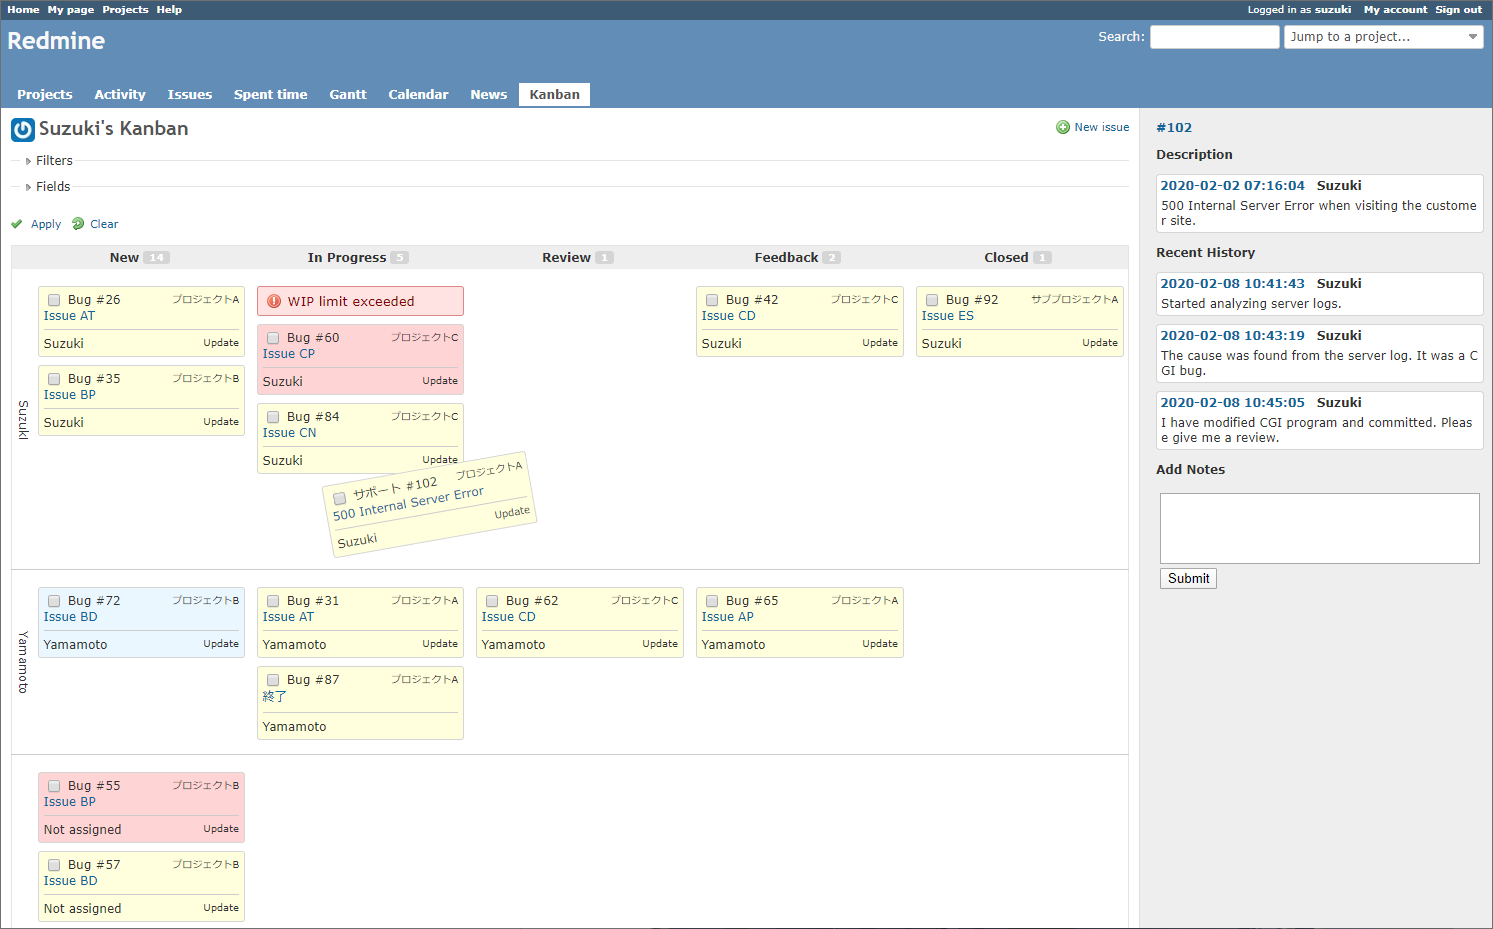 Home My page Projects Help
Logged in as suzuki My account Sign out
Redmine
Search:
Jump to a project...
Projects Activity Issues Spent time Gantt Calendar News Kanban
Suzuki's Kanban
New issue
Filters
Fields
Apply Clear
New 14 In Progress 5 Review 1 Feedback 2 Closed 1
Suzuki
Bug #26 プロジェクトA
Issue AT
Suzuki Update
Bug #35 プロジェクトB
Issue BP
Suzuki Update
WIP limit exceeded
Bug #60 プロジェクトC
Issue CP
Suzuki Update
Bug #84 プロジェクトC
Issue CN
Suzuki Update
サポート #102 プロジェクトA
500 Internal Server Error
Suzuki Update
Bug #42 プロジェクトC
Issue CD
Suzuki Update
Bug #92 サブプロジェクトA
Issue ES
Suzuki Update
Yamamoto
Bug #72 プロジェクトB
Issue BD
Yamamoto Update
Bug #31 プロジェクトA
Issue AT
Yamamoto Update
Bug #87 プロジェクトA
終了
Yamamoto
Bug #62 プロジェクトC
Issue CD
Yamamoto Update
Bug #65 プロジェクトA
Issue AP
Yamamoto Update
Bug #55 プロジェクトB
Issue BP
Not assigned Update
Bug #57 プロジェクトB
Issue BD
Not assigned Update
#102
Description
2020-02-02 07:16:04 Suzuki
500 Internal Server Error when visiting the custome
r site.
Recent History
2020-02-08 10:41:43 Suzuki
Started analyzing server logs.
2020-02-08 10:43:19 Suzuki
The cause was found from the server log. It was a C
GI bug.
2020-02-08 10:45:05 Suzuki
I have modified CGI program and committed. Pleas
e give me a review.
Add Notes
Submit